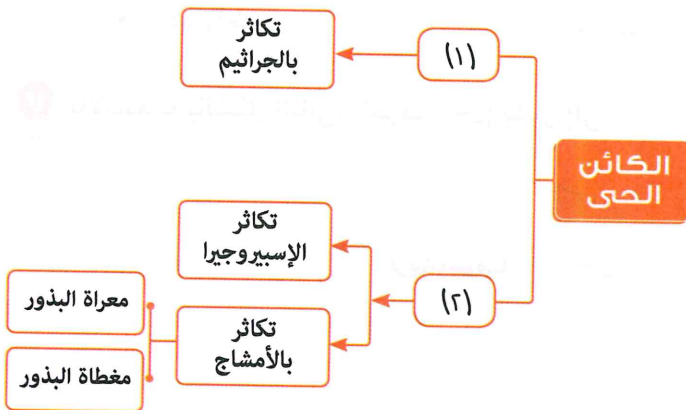 الكائن
الحى
(١)
تكاثر
بالجراثيم
(٢)
تكاثر
الإسبيروجيرا
تكاثر
بالأمشاج
معراة البذور
مغطاة البذور